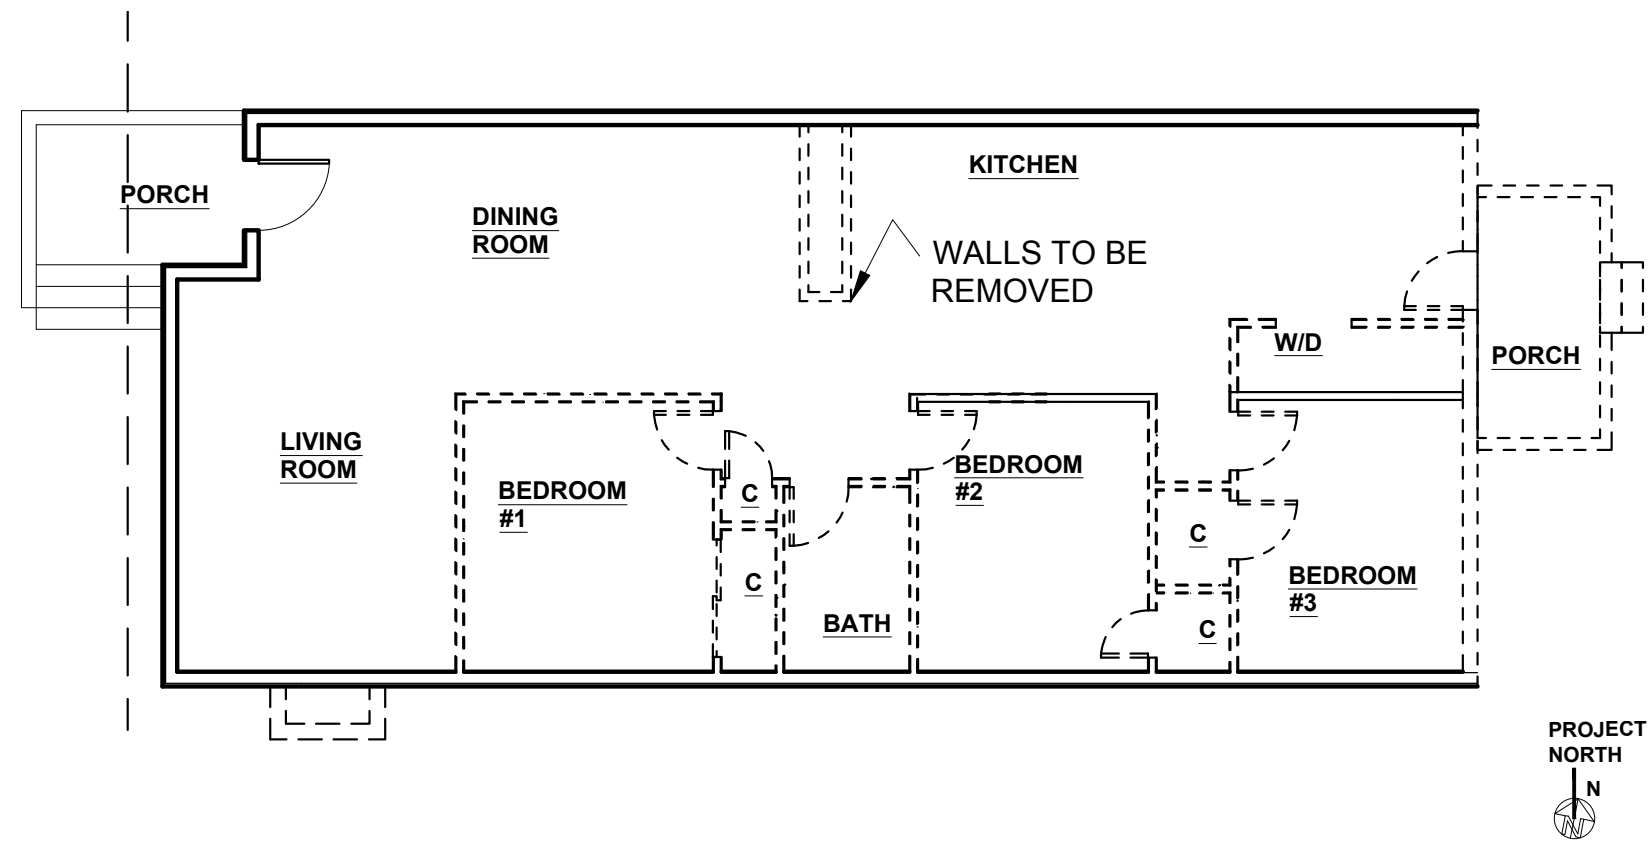 PORCH
DINING
ROOM
KITCHEN
WALLS TO BE
REMOVED
W/D
PORCH
LIVING
ROOM
BEDROOM
#1
C
C
BATH
BEDROOM
#2
C
C
BEDROOM
#3
PROJECT
NORTH
N
N